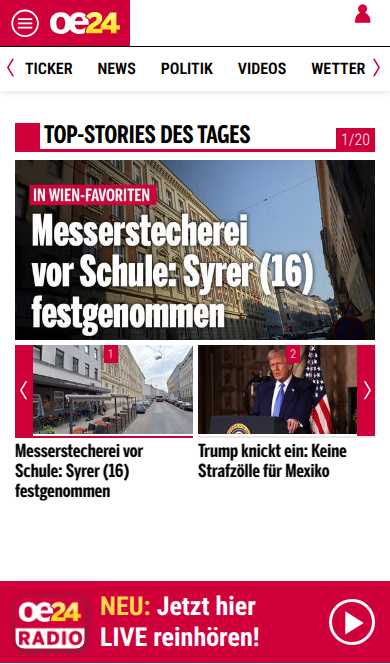 oe24
TICKER NEWS POLITIK VIDEOS WETTER
TOP-STORIES DES TAGES
1/20
IN WIEN-FAVORITEN
Messerstecherei
vor Schule: Syrer (16)
festgenommen
1
2
Messerstecherei vor
Schule: Syrer (16)
festgenommen
Trump knickt ein: Keine
Strafzölle für Mexiko
oe24
RADIO
NEU: Jetzt hier
LIVE reinhören!